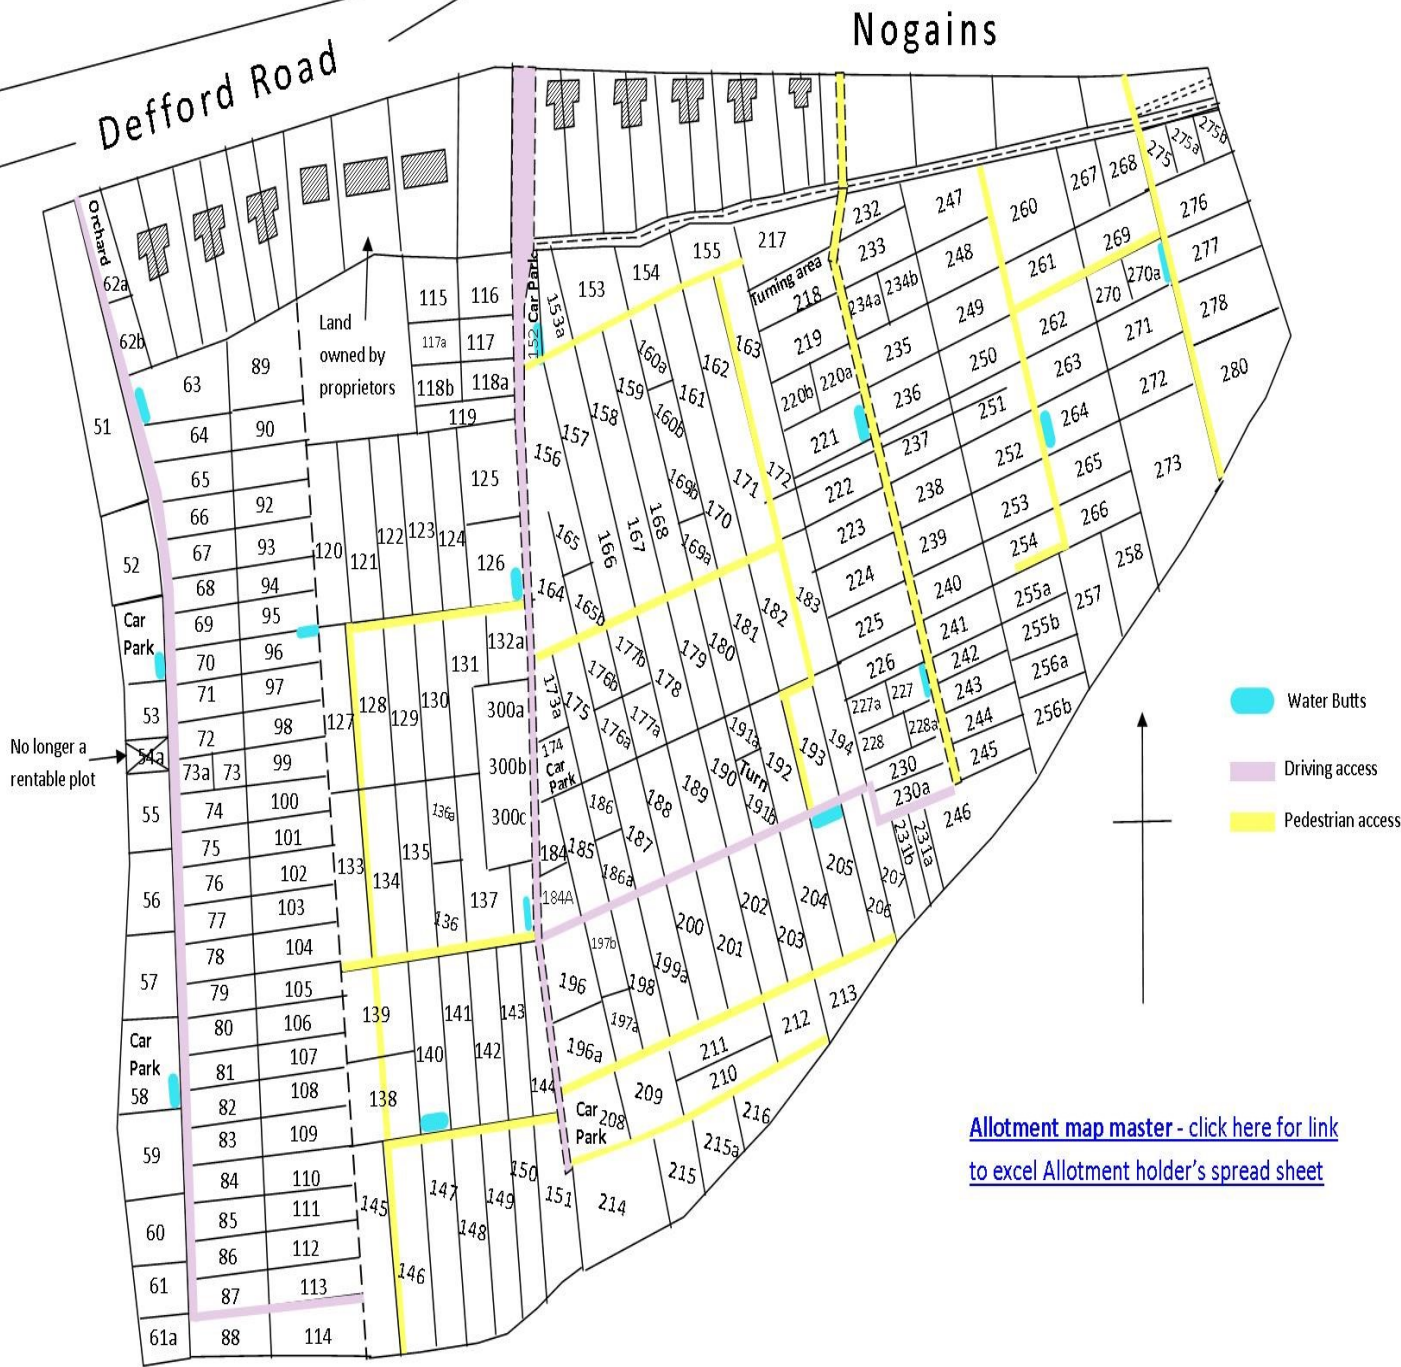 Nogains
Defford Road
Orchard
62a
62b
51
52
Car
Park
53
54a
No longer a
rentable plot
55
56
57
Car
Park
58
59
60
61
61a
63
89
64
90
65
66
92
67
93
68
94
69
95
70
96
71
97
72
98
73a
73
99
74
100
75
101
76
102
77
103
78
104
79
105
80
106
81
107
82
108
83
109
84
110
85
111
86
112
87
113
88
114
Land
owned by
proprietors
115
116
117a
117
118b
118a
119
120
121
122
123
124
125
126
127
128
129
130
131
132a
300a
300b
300c
133
134
135
136a
136
137
139
138
140
141
142
143
144
145
146
147
148
149
150
151
152
Car Park
153a
153
154
155
217
156
157
158
159
160a
160b
161
162
163
164
165
165b
166
167
168
169b
169a
170
171
172
173a
174
Car
Park
175
176b
176a
177b
177a
178
179
180
181
182
183
184
184A
185
186
186a
187
188
189
190
191a
Turn
191b
192
193
194
196
196a
197b
197a
198
199a
200
201
202
203
204
205
206
207
Car
Park
208
209
210
211
212
213
214
215
215a
216
Turning area
218
219
220b
220a
221
222
223
224
225
226
227a
227
228
228a
230
230a
231b
231a
232
233
234a
234b
235
236
237
238
239
240
241
242
243
244
245
246
247
248
249
250
251
252
253
254
255a
255b
256a
256b
257
258
260
261
262
263
264
265
266
267
268
269
270
270a
271
272
273
275
275a
275b
276
277
278
280
Water Butts
Driving access
Pedestrian access
Allotment map master - click here for link
to excel Allotment holder's spread sheet